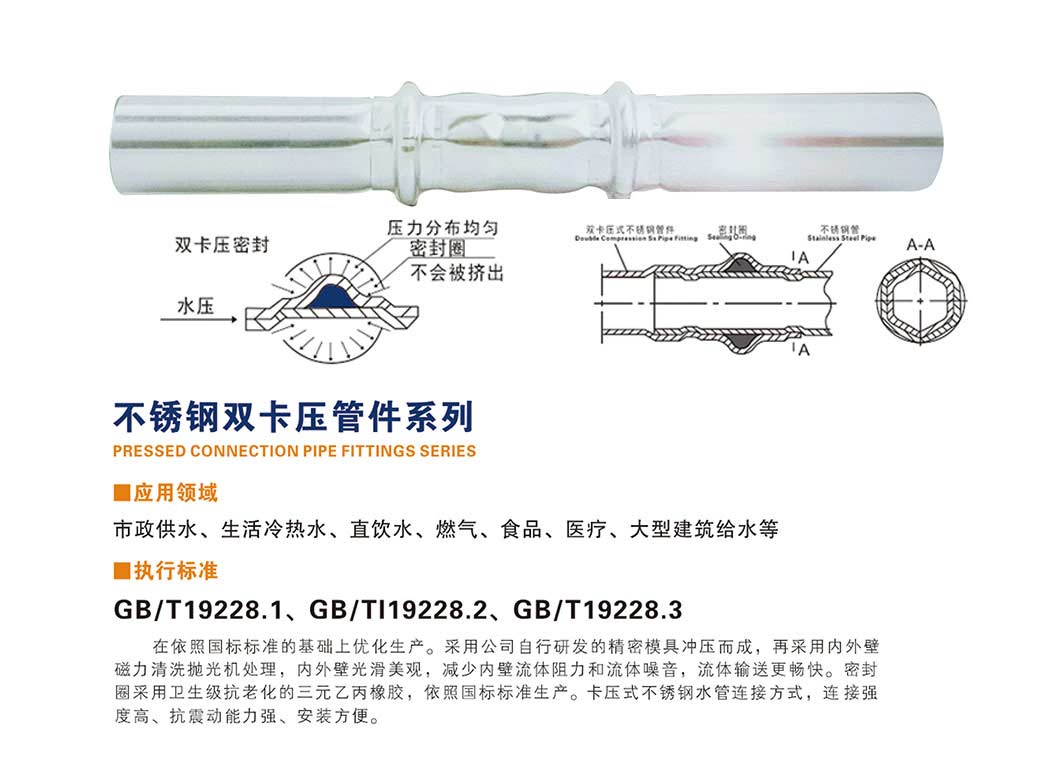 双卡压密封
压力分布均匀
密封圈
不会被挤出
水压
双卡压式不锈钢管件
Double Compression Ss Pipe Fitting
密封圈
Sealing O-ring
不锈钢管
Stainless Steel Pipe
A-A
A
A
不锈钢双卡压管件系列
PRESSED CONNECTION PIPE FITTINGS SERIES
■应用领域
市政供水、生活冷热水、直饮水、燃气、食品、医疗、大型建筑给水等
■执行标准
GB/T19228.1、GB/TI19228.2、GB/T19228.3
在依照国标标准的基础上优化生产。采用公司自行研发的精密模具冲压而成，再采用内外壁
磁力清洗抛光机处理，内外壁光滑美观，减少内壁流体阻力和流体噪音，流体输送更畅快。密封
圈采用卫生级抗老化的三元乙丙橡胶，依照国标标准生产。卡压式不锈钢水管连接方式，连接强
度高、抗震动能力强、安装方便。